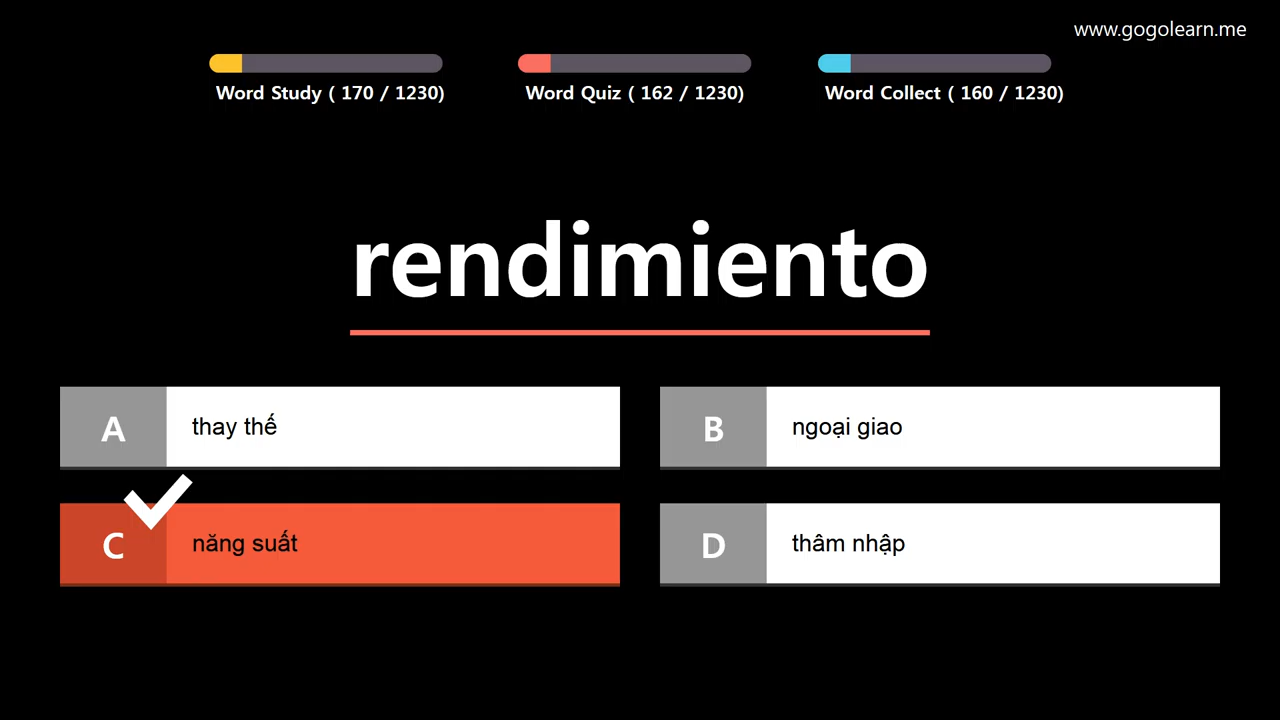 www.gogolearn.me
Word Study ( 170 / 1230)
Word Quiz ( 162 / 1230)
Word Collect ( 160 / 1230)
rendimiento
A
thay thế
B
ngoại giao
C
năng suất
D
thâm nhập